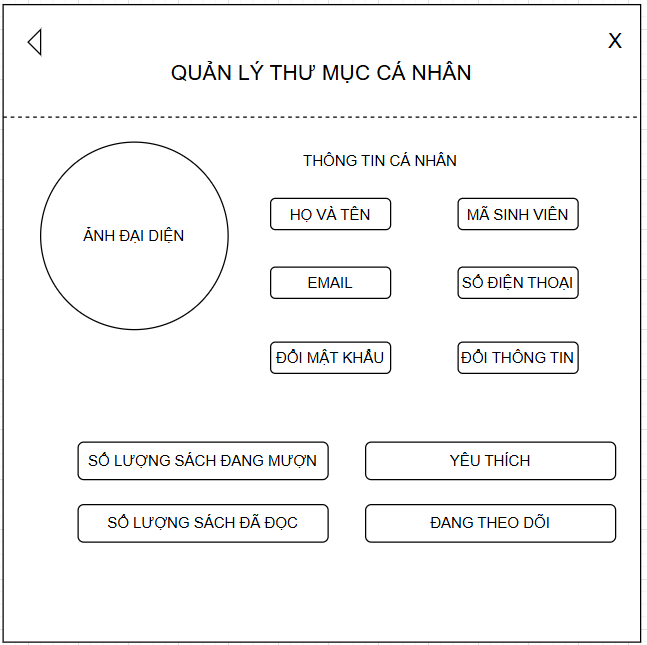 X
QUẢN LÝ THƯ MỤC CÁ NHÂN
THÔNG TIN CÁ NHÂN
ẢNH ĐẠI DIỆN
HỌ VÀ TÊN
MÃ SINH VIÊN
EMAIL
SỐ ĐIỆN THOẠI
ĐỔI MẬT KHẨU
ĐỔI THÔNG TIN
SỐ LƯỢNG SÁCH ĐANG MƯỢN
YÊU THÍCH
SỐ LƯỢNG SÁCH ĐÃ ĐỌC
ĐANG THEO DÕI